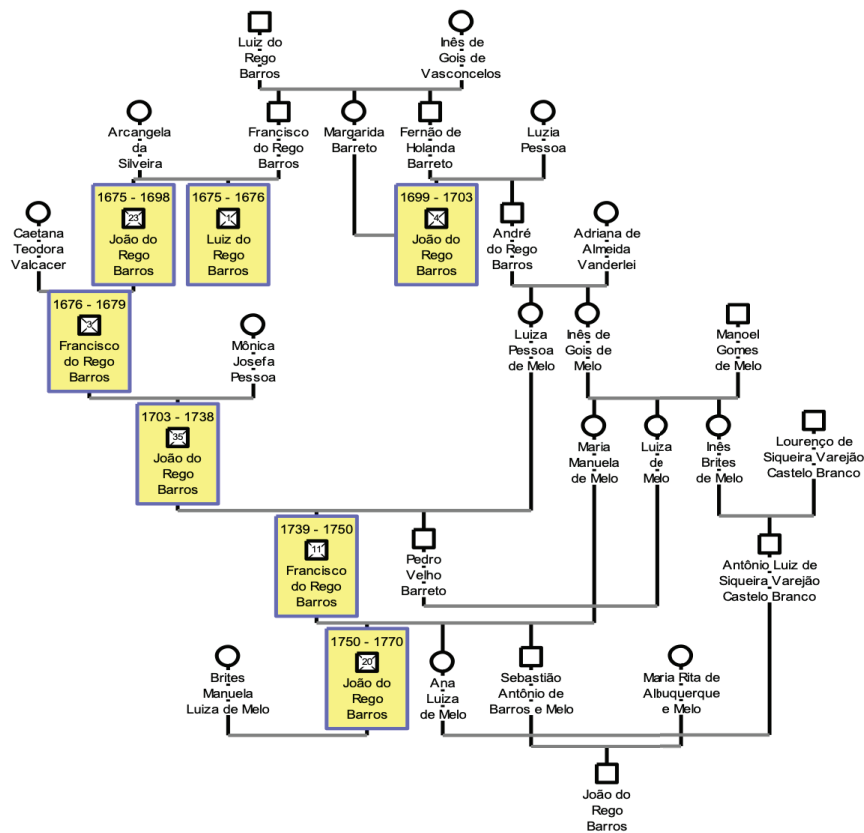 Luiz do
Rego
Barros
Inês de
Gois de
Vasconcelos
Arcangela
da
Silveira
Francisco
do Rego
Barros
Margarida
Barreto
Fernão de
Holanda
Barreto
Luzia
Pessoa
Caetana
Teodora
Valcacer
1675 - 1698
23
João do
Rego
Barros
1675 - 1676
1
Luiz do
Rego
Barros
1699 - 1703
4
João do
Rego
Barros
André
do Rego
Barros
Adriana de
Almeida
Vanderlei
1676 - 1679
3
Francisco
do Rego
Barros
Mônica
Josefa
Pessoa
Luiza
Pessoa
de Melo
Inês de
Gois de
Melo
Manoel
Gomes
de Melo
1703 - 1738
35
João do
Rego
Barros
Maria
Manuela
de Melo
Luiza
de
Melo
Inês
Brites
de Melo
Lourenço de
Siqueira Varejão
Castelo Branco
1739 - 1750
11
Francisco
do Rego
Barros
Pedro
Velho
Barreto
Antônio Luiz de
Siqueira Varejão
Castelo Branco
Brites
Manuela
Luiza de Melo
1750 - 1770
20
João do
Rego
Barros
Ana
Luiza
de Melo
Sebastião
Antônio de
Barros e Melo
Maria Rita de
Albuquerque
e Melo
João do
Rego
Barros